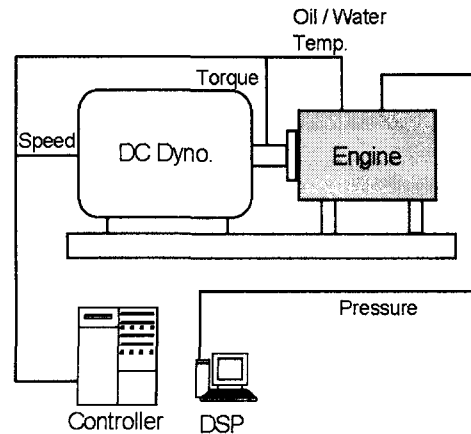 Oil / Water
Temp.
Torque
Speed
DC Dyno.
Engine
Pressure
Controller
DSP